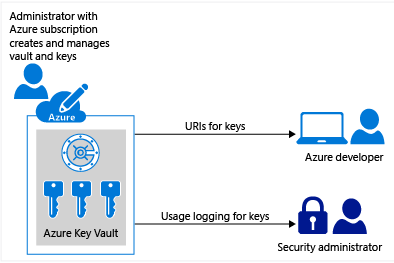 Administrator with
Azure subscription
creates and manages
vault and keys
Azure
URIs for keys
Azure developer
Usage logging for keys
Azure Key Vault
Security administrator